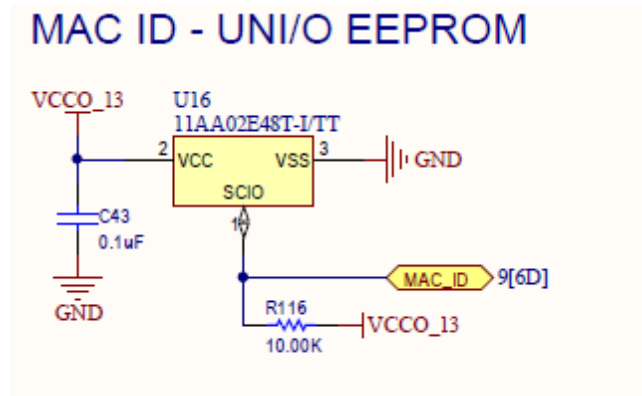 MAC ID - UNI/O EEPROM
VCCO_13
U16
11AA02E48T-I/TT
2
VCC
VSS
3
GND
SCIO
1
C43
0.1uF
GND
MAC_ID
9[6D]
R116
10.00K
VCCO_13